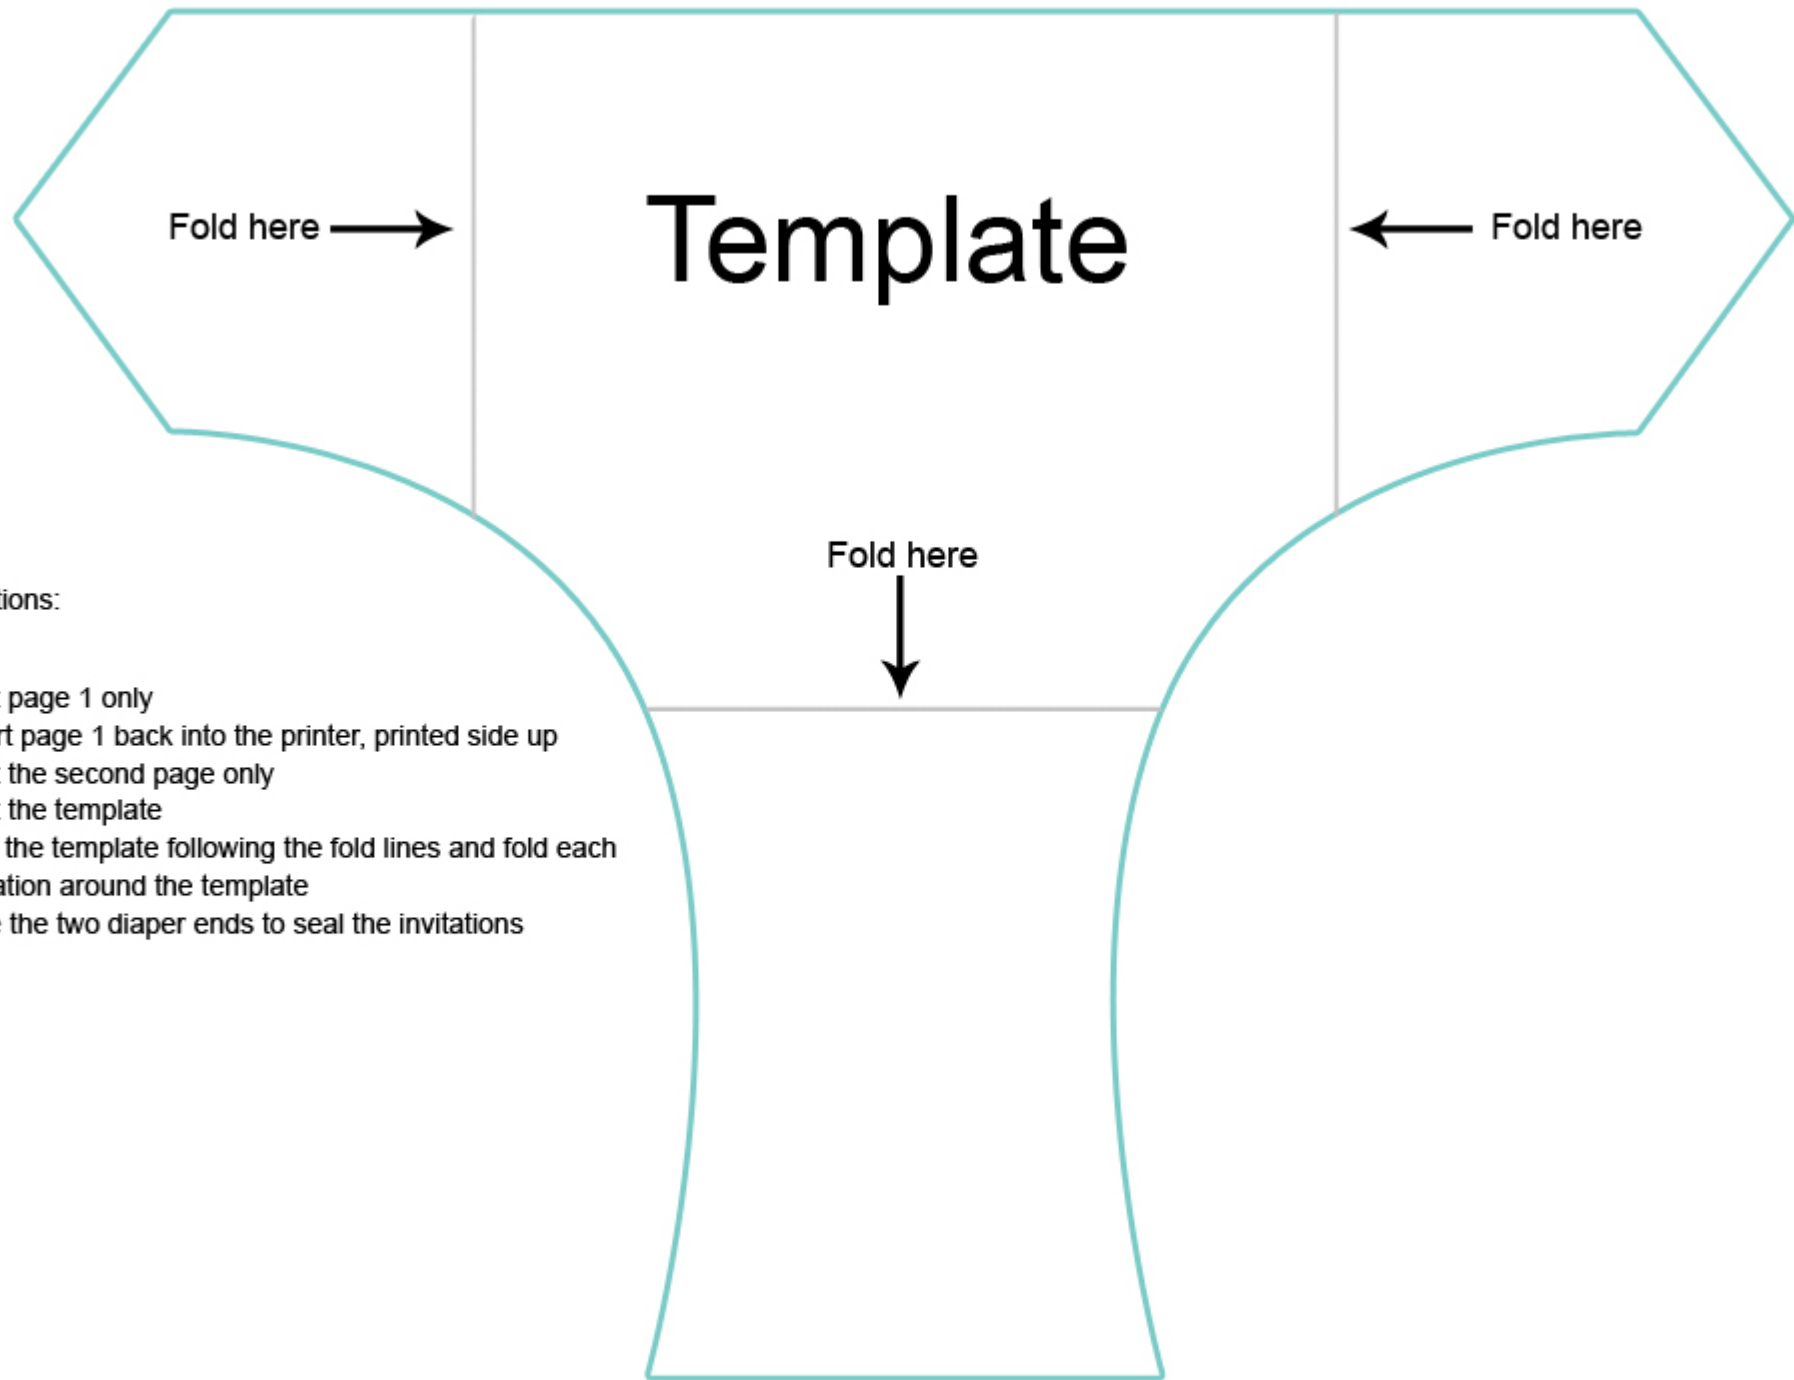 Fold here
Template
Fold here
Fold here
tions:
page 1 only
rt page 1 back into the printer, printed side up
the second page only
the template
the template following the fold lines and fold each
ation around the template
the two diaper ends to seal the invitations